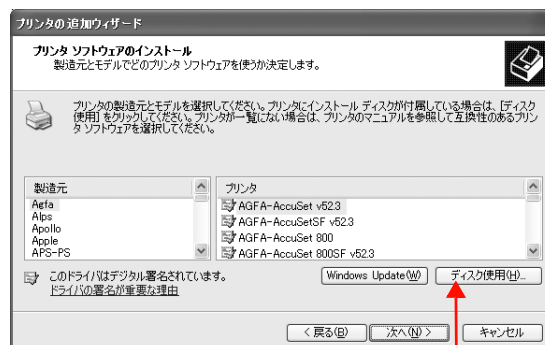 プリンタの追加ウィザード
プリンタ ソフトウェアのインストール
製造元とモデルでどのプリンタ ソフトウェアを使うか決定します。
プリンタの製造元とモデルを選択してください。プリンタにインストール ディスクが付属している場合は、[ディスク
使用] をクリックしてください。プリンタが一覧にない場合は、プリンタのマニュアルを参照して互換性のあるプリン
タ ソフトウェアを選択してください。
製造元
Agfa
Alps
Apollo
Apple
APS-PS
プリンタ
AGFA-AccuSet v52.3
AGFA-AccuSetSF v52.3
AGFA-AccuSet 800
AGFA-AccuSet 800SF v52.3
このドライバはデジタル署名されています。
ドライバの署名が重要な理由
Windows Update(W)
ディスク使用(H)...
< 戻る(B)
次へ(N) >
キャンセル